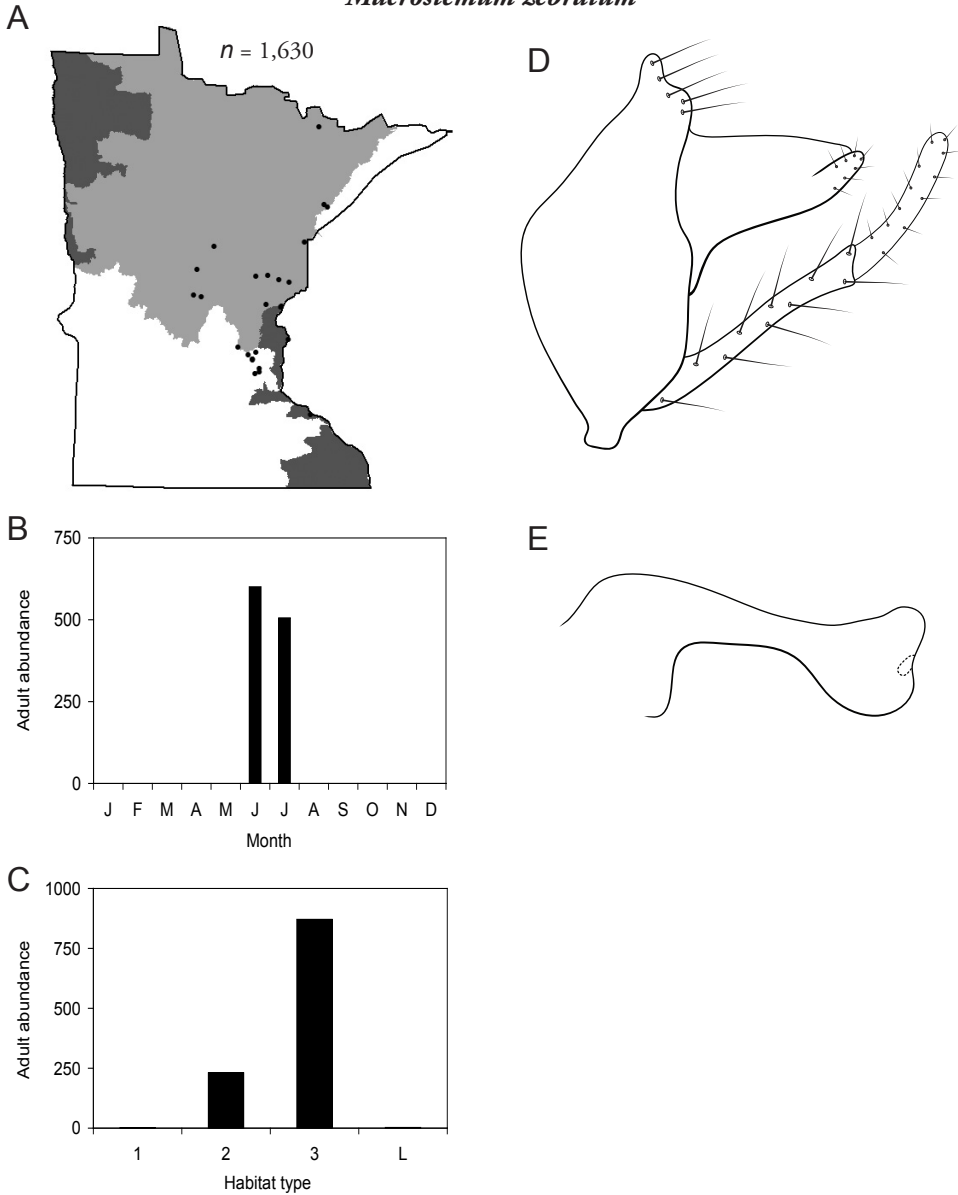 Macrostemum zebratum
A
n = 1,630
D
B
750
500
250
0
Adult abundance
J F M A M J J A S O N D
Month
E
C
1000
750
500
250
0
Adult abundance
1 2 3 L
Habitat type